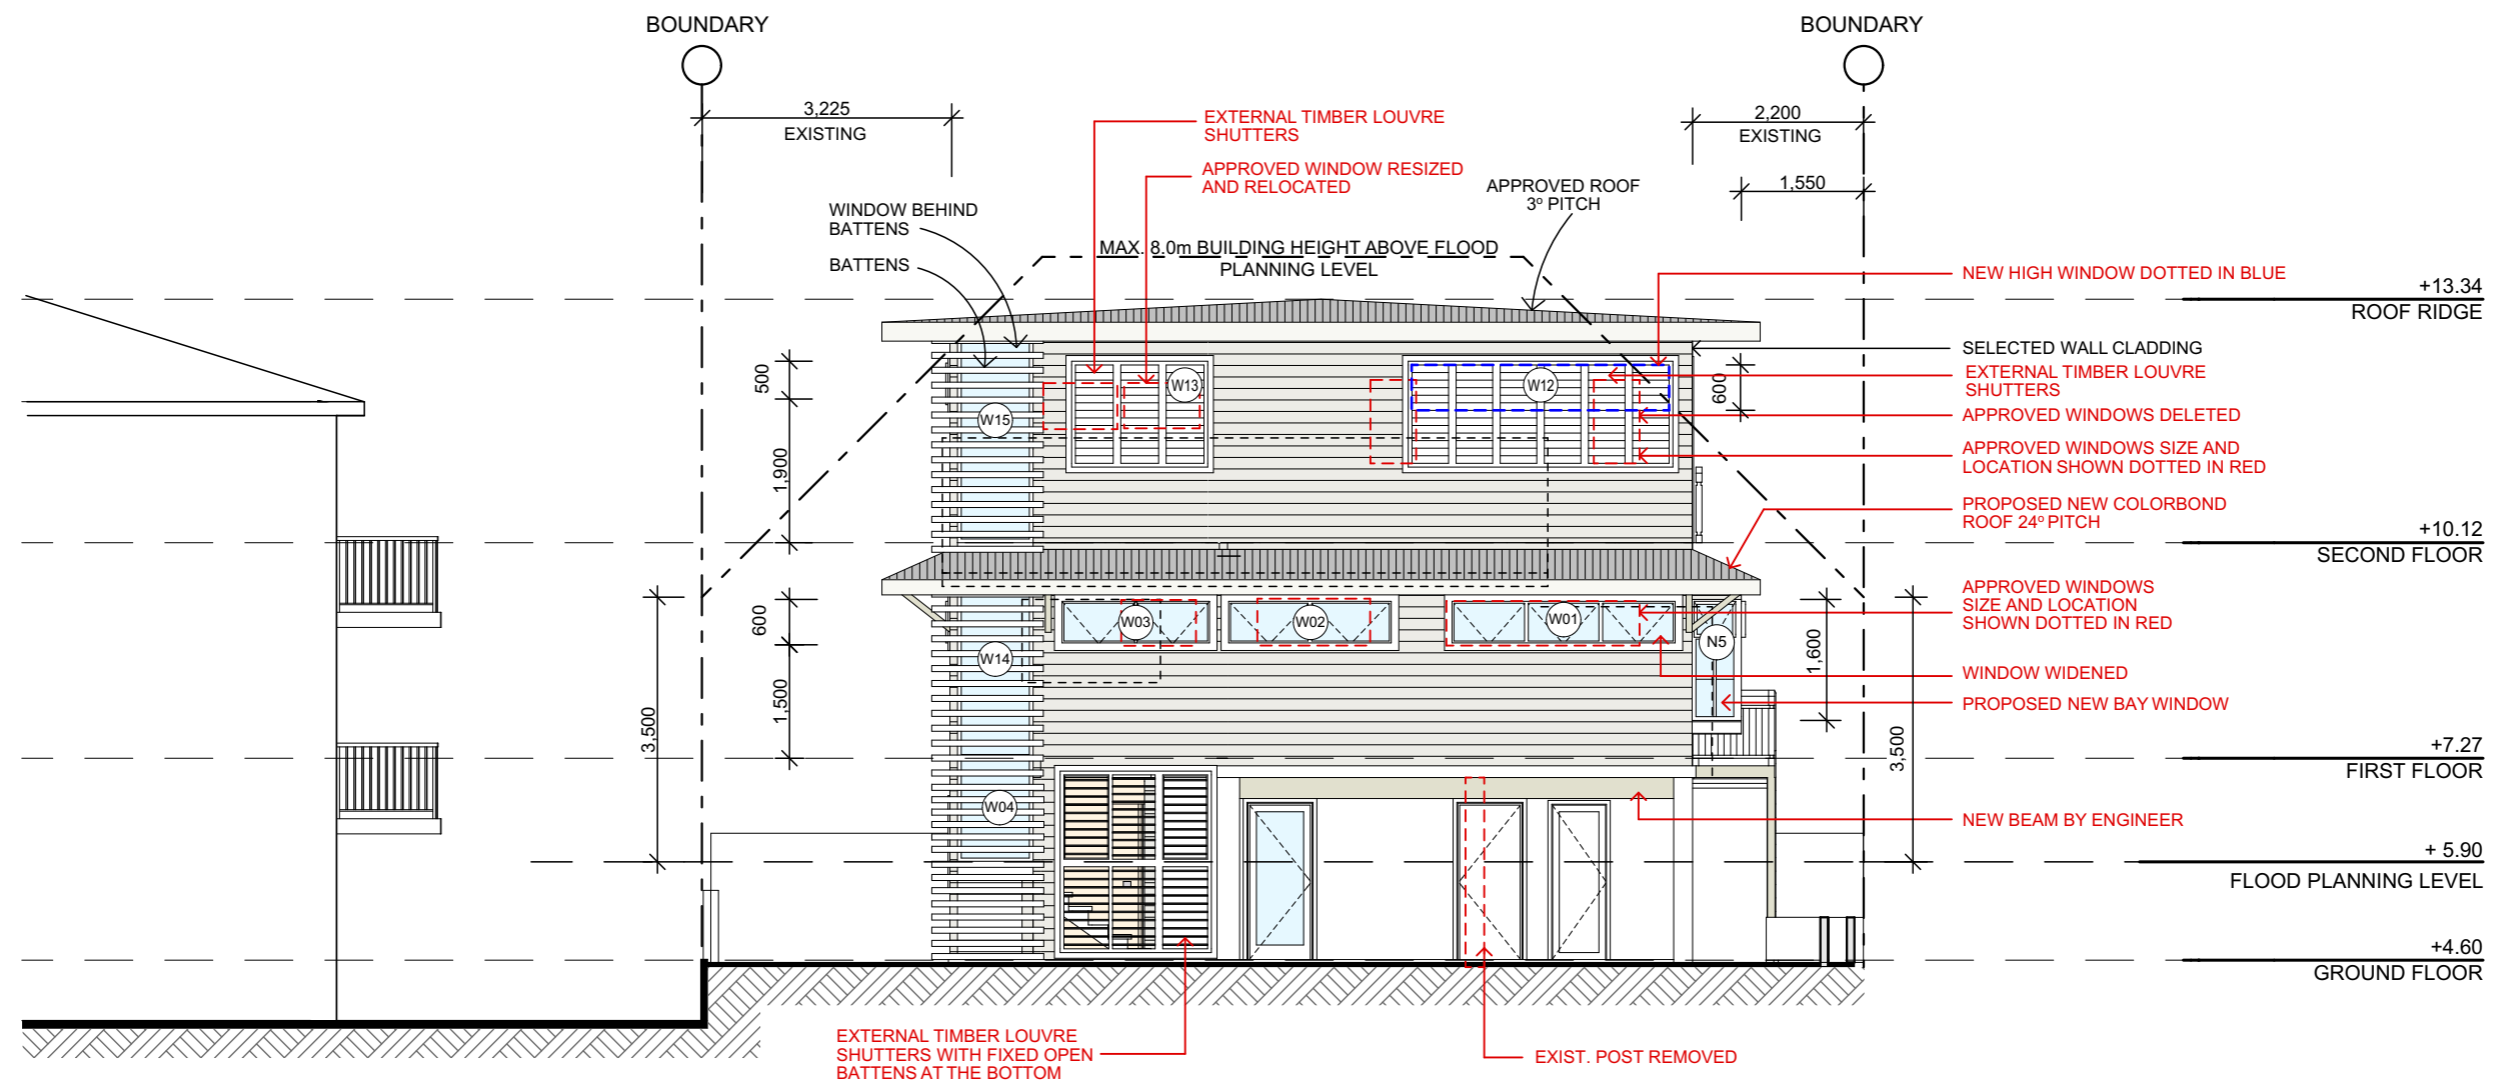 BOUNDARY
BOUNDARY
3,225
EXISTING
2,200
EXISTING
1,550
EXTERNAL TIMBER LOUVRE
SHUTTERS
APPROVED WINDOW RESIZED
AND RELOCATED
APPROVED ROOF
3º PITCH
WINDOW BEHIND
BATTENS
BATTENS
MAX. 8.0m BUILDING HEIGHT ABOVE FLOOD
PLANNING LEVEL
NEW HIGH WINDOW DOTTED IN BLUE
+13.34
ROOF RIDGE
SELECTED WALL CLADDING
EXTERNAL TIMBER LOUVRE
SHUTTERS
APPROVED WINDOWS DELETED
APPROVED WINDOWS SIZE AND
LOCATION SHOWN DOTTED IN RED
PROPOSED NEW COLORBOND
ROOF 24º PITCH
+10.12
SECOND FLOOR
APPROVED WINDOWS
SIZE AND LOCATION
SHOWN DOTTED IN RED
WINDOW WIDENED
PROPOSED NEW BAY WINDOW
+7.27
FIRST FLOOR
NEW BEAM BY ENGINEER
+ 5.90
FLOOD PLANNING LEVEL
+4.60
GROUND FLOOR
500
1,900
600
1,500
3,500
600
1,600
3,500
W13
W12
W15
W03
W02
W01
N5
W14
W04
EXTERNAL TIMBER LOUVRE
SHUTTERS WITH FIXED OPEN
BATTENS AT THE BOTTOM
EXIST. POST REMOVED